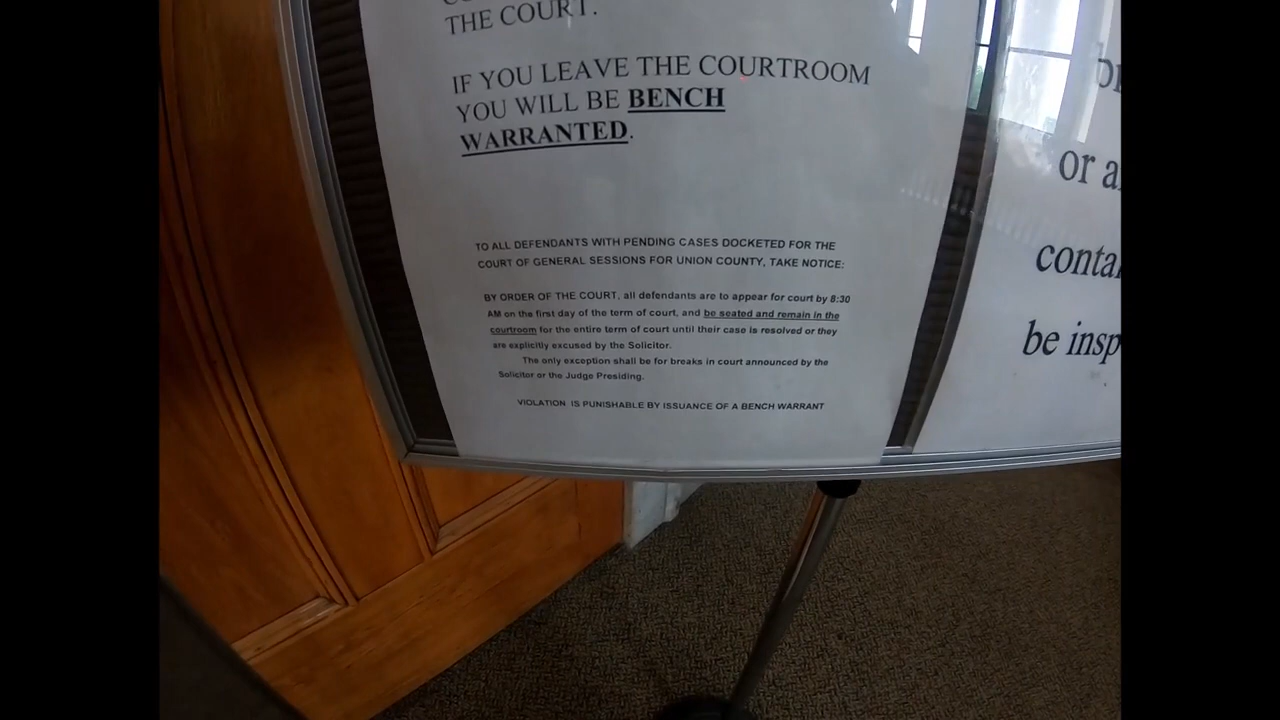 THE COURT.
IF YOU LEAVE THE COURTROOM
YOU WILL BE BENCH
WARRANTED.
TO ALL DEFENDANTS WITH PENDING CASES DOCKETED FOR THE
COURT OF GENERAL SESSIONS FOR UNION COUNTY, TAKE NOTICE:
BY ORDER OF THE COURT, all defendants are to appear for court by 8:30
AM on the first day of the term of court, and be seated and remain in the
courtroom for the entire term of court until their case is resolved or they
are explicitly excused by the Solicitor.
The only exception shall be for breaks in court announced by the
Solicitor or the Judge Presiding.
VIOLATION IS PUNISHABLE BY ISSUANCE OF A BENCH WARRANT
or
be